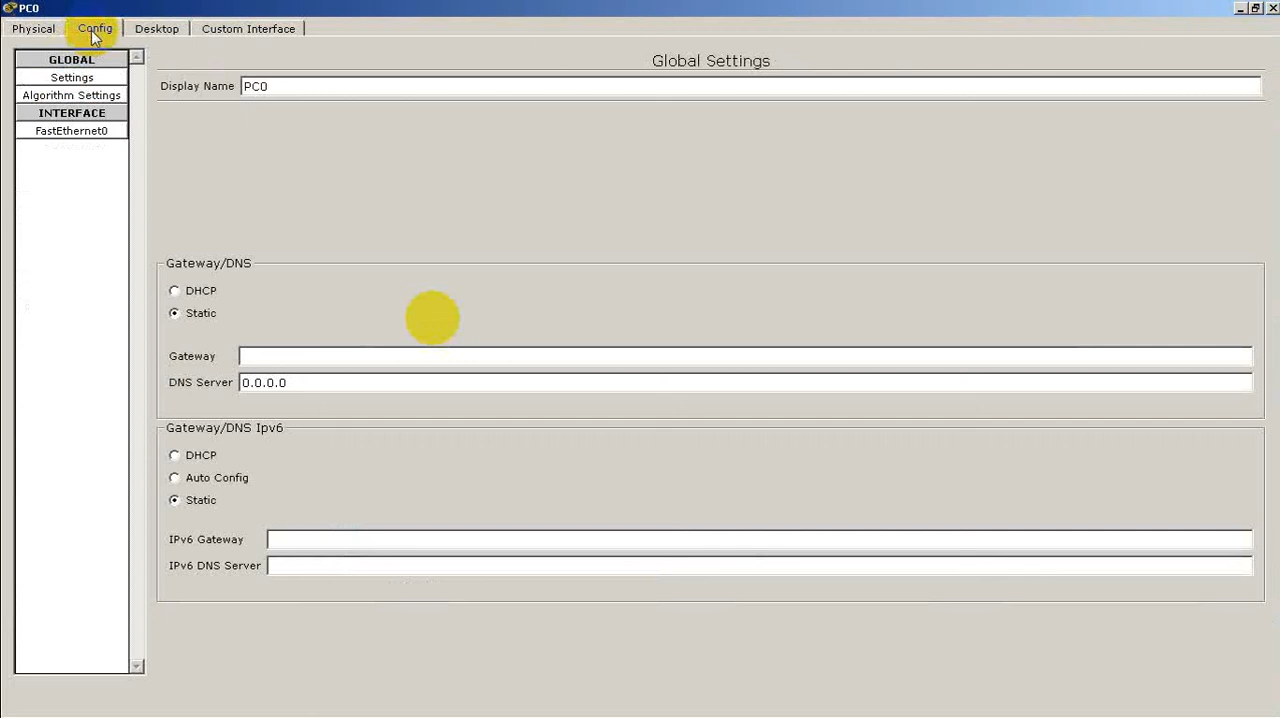 PC0
Physical Config Desktop Custom Interface
GLOBAL
Settings
Algorithm Settings
INTERFACE
FastEthernet0
Global Settings
Display Name PC0
Gateway/DNS
DHCP
Static
Gateway
DNS Server 0.0.0.0
Gateway/DNS Ipv6
DHCP
Auto Config
Static
IPv6 Gateway
IPv6 DNS Server